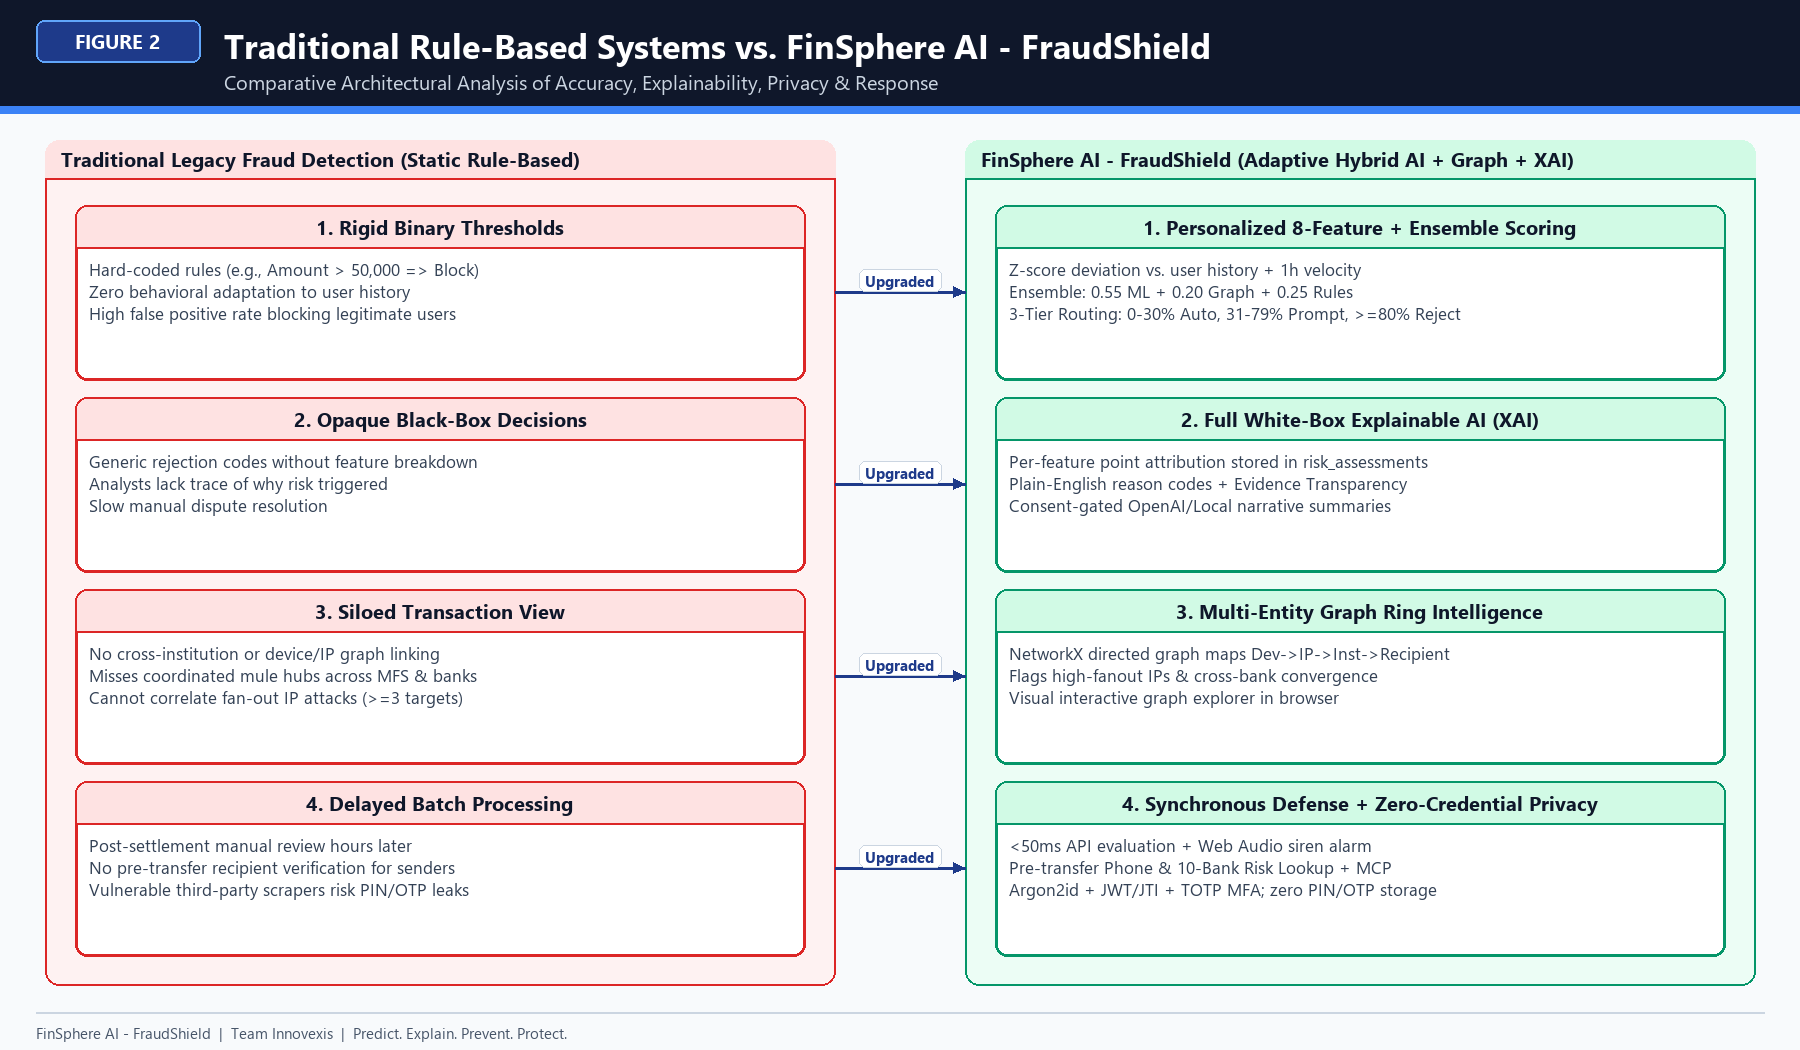 FIGURE 2
Traditional Rule-Based Systems vs. FinSphere AI - FraudShield
Comparative Architectural Analysis of Accuracy, Explainability, Privacy & Response
Traditional Legacy Fraud Detection (Static Rule-Based)
1. Rigid Binary Thresholds
Hard-coded rules (e.g., Amount > 50,000 => Block)
Zero behavioral adaptation to user history
High false positive rate blocking legitimate users
2. Opaque Black-Box Decisions
Generic rejection codes without feature breakdown
Analysts lack trace of why risk triggered
Slow manual dispute resolution
3. Siloed Transaction View
No cross-institution or device/IP graph linking
Misses coordinated mule hubs across MFS & banks
Cannot correlate fan-out IP attacks (>=3 targets)
4. Delayed Batch Processing
Post-settlement manual review hours later
No pre-transfer recipient verification for senders
Vulnerable third-party scrapers risk PIN/OTP leaks
Upgraded
Upgraded
Upgraded
Upgraded
FinSphere AI - FraudShield (Adaptive Hybrid AI + Graph + XAI)
1. Personalized 8-Feature + Ensemble Scoring
Z-score deviation vs. user history + 1h velocity
Ensemble: 0.55 ML + 0.20 Graph + 0.25 Rules
3-Tier Routing: 0-30% Auto, 31-79% Prompt, >=80% Reject
2. Full White-Box Explainable AI (XAI)
Per-feature point attribution stored in risk_assessments
Plain-English reason codes + Evidence Transparency
Consent-gated OpenAI/Local narrative summaries
3. Multi-Entity Graph Ring Intelligence
NetworkX directed graph maps Dev->IP->Inst->Recipient
Flags high-fanout IPs & cross-bank convergence
Visual interactive graph explorer in browser
4. Synchronous Defense + Zero-Credential Privacy
<50ms API evaluation + Web Audio siren alarm
Pre-transfer Phone & 10-Bank Risk Lookup + MCP
Argon2id + JWT/JTI + TOTP MFA; zero PIN/OTP storage
FinSphere AI - FraudShield | Team Innovexis | Predict. Explain. Prevent. Protect.